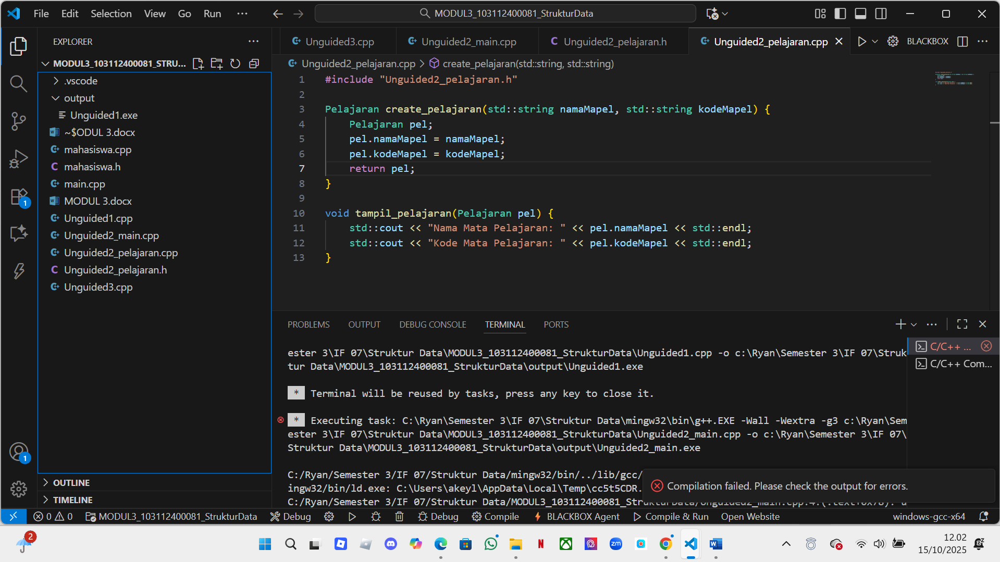 File Edit Selection View Go Run ···
MODUL3_103112400081_StrukturData
EXPLORER
MODUL3_103112400081_STRU...
.vscode
output
Unguided1.exe
~$ODUL 3.docx
mahasiswa.cpp
mahasiswa.h
main.cpp
MODUL 3.docx
Unguided1.cpp
Unguided2_main.cpp
Unguided2_pelajaran.cpp
Unguided2_pelajaran.h
Unguided3.cpp
OUTLINE
TIMELINE
1
1
Unguided3.cpp Unguided2_main.cpp Unguided2_pelajaran.h Unguided2_pelajaran.cpp BLACKBOX
Unguided2_pelajaran.cpp > create_pelajaran(std::string, std::string)
1 #include "Unguided2_pelajaran.h"
2
3 Pelajaran create_pelajaran(std::string namaMapel, std::string kodeMapel) {
4 Pelajaran pel;
5 pel.namaMapel = namaMapel;
6 pel.kodeMapel = kodeMapel;
7 return pel;
8 }
9
10 void tampil_pelajaran(Pelajaran pel) {
11 std::cout << "Nama Mata Pelajaran: " << pel.namaMapel << std::endl;
12 std::cout << "Kode Mata Pelajaran: " << pel.kodeMapel << std::endl;
13 }
PROBLEMS OUTPUT DEBUG CONSOLE TERMINAL PORTS
ester 3\IF 07\Struktur Data\MODUL3_103112400081_StrukturData\Unguided1.cpp -o c:\Ryan\Semester 3\IF 07\Struk
tur Data\MODUL3_103112400081_StrukturData\output\Unguided1.exe
* Terminal will be reused by tasks, press any key to close it.
* Executing task: C:\Ryan\Semester 3\IF 07\Struktur Data\mingw32\bin\g++.EXE -Wall -Wextra -g3 c:\Ryan\Sem
ester 3\IF 07\Struktur Data\MODUL3_103112400081_StrukturData\Unguided2_main.cpp -o c:\Ryan\Semester 3\IF 07\
Struktur Data\MODUL3_103112400081_StrukturData\output\Unguided2_main.exe
C:/Ryan/Semester 3/IF 07/Struktur Data/mingw32/bin/../lib/gcc/
ingw32/bin/ld.exe: C:\Users\akeyl\AppData\Local\Temp\cc5t5CDR.
C:/Ryan/Semester 3/IF 07/Struktur Data/MODUL3_103112400081_StrukturData/Unguided2_main.cpp:4:(.text+0x78): u
C/C++ ...
C/C++ Com...
Compilation failed. Please check the output for errors.
0 0 MODUL3_103112400081_StrukturData Debug Debug Compile BLACKBOX Agent Compile & Run Open Website windows-gcc-x64
2
zm
12.02
15/10/2025